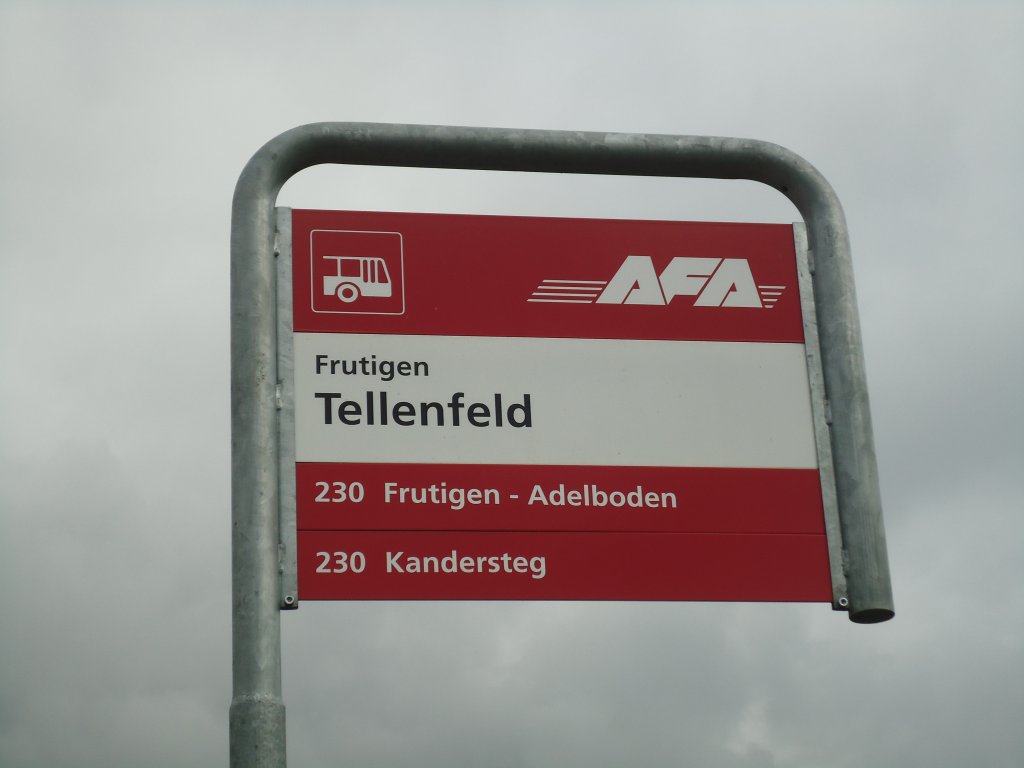 AFA
Frutigen
Tellenfeld
230 Frutigen - Adelboden
230 Kandersteg